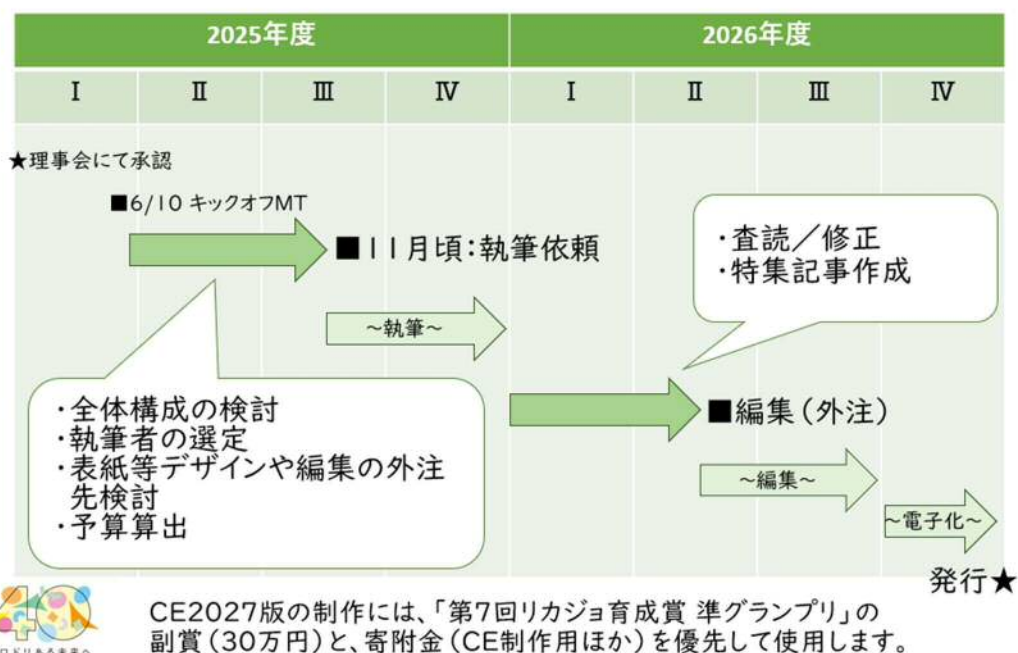 2025年度 2026年度
Ⅰ Ⅱ Ⅲ Ⅳ Ⅰ Ⅱ Ⅲ Ⅳ
★理事会にて承認
■6/10 キックオフMT
■11月頃:執筆依頼
・査読/修正
・特集記事作成
~執筆~
・全体構成の検討
・執筆者の選定
・表紙等デザインや編集の外注
先検討
・予算算出
■編集(外注)
~編集~
~電子化~
発行★
40
CE2027版の制作には、「第7回リカジョ育成賞 準グランプリ」の
副賞(30万円)と、寄附金(CE制作用ほか)を優先して使用します。